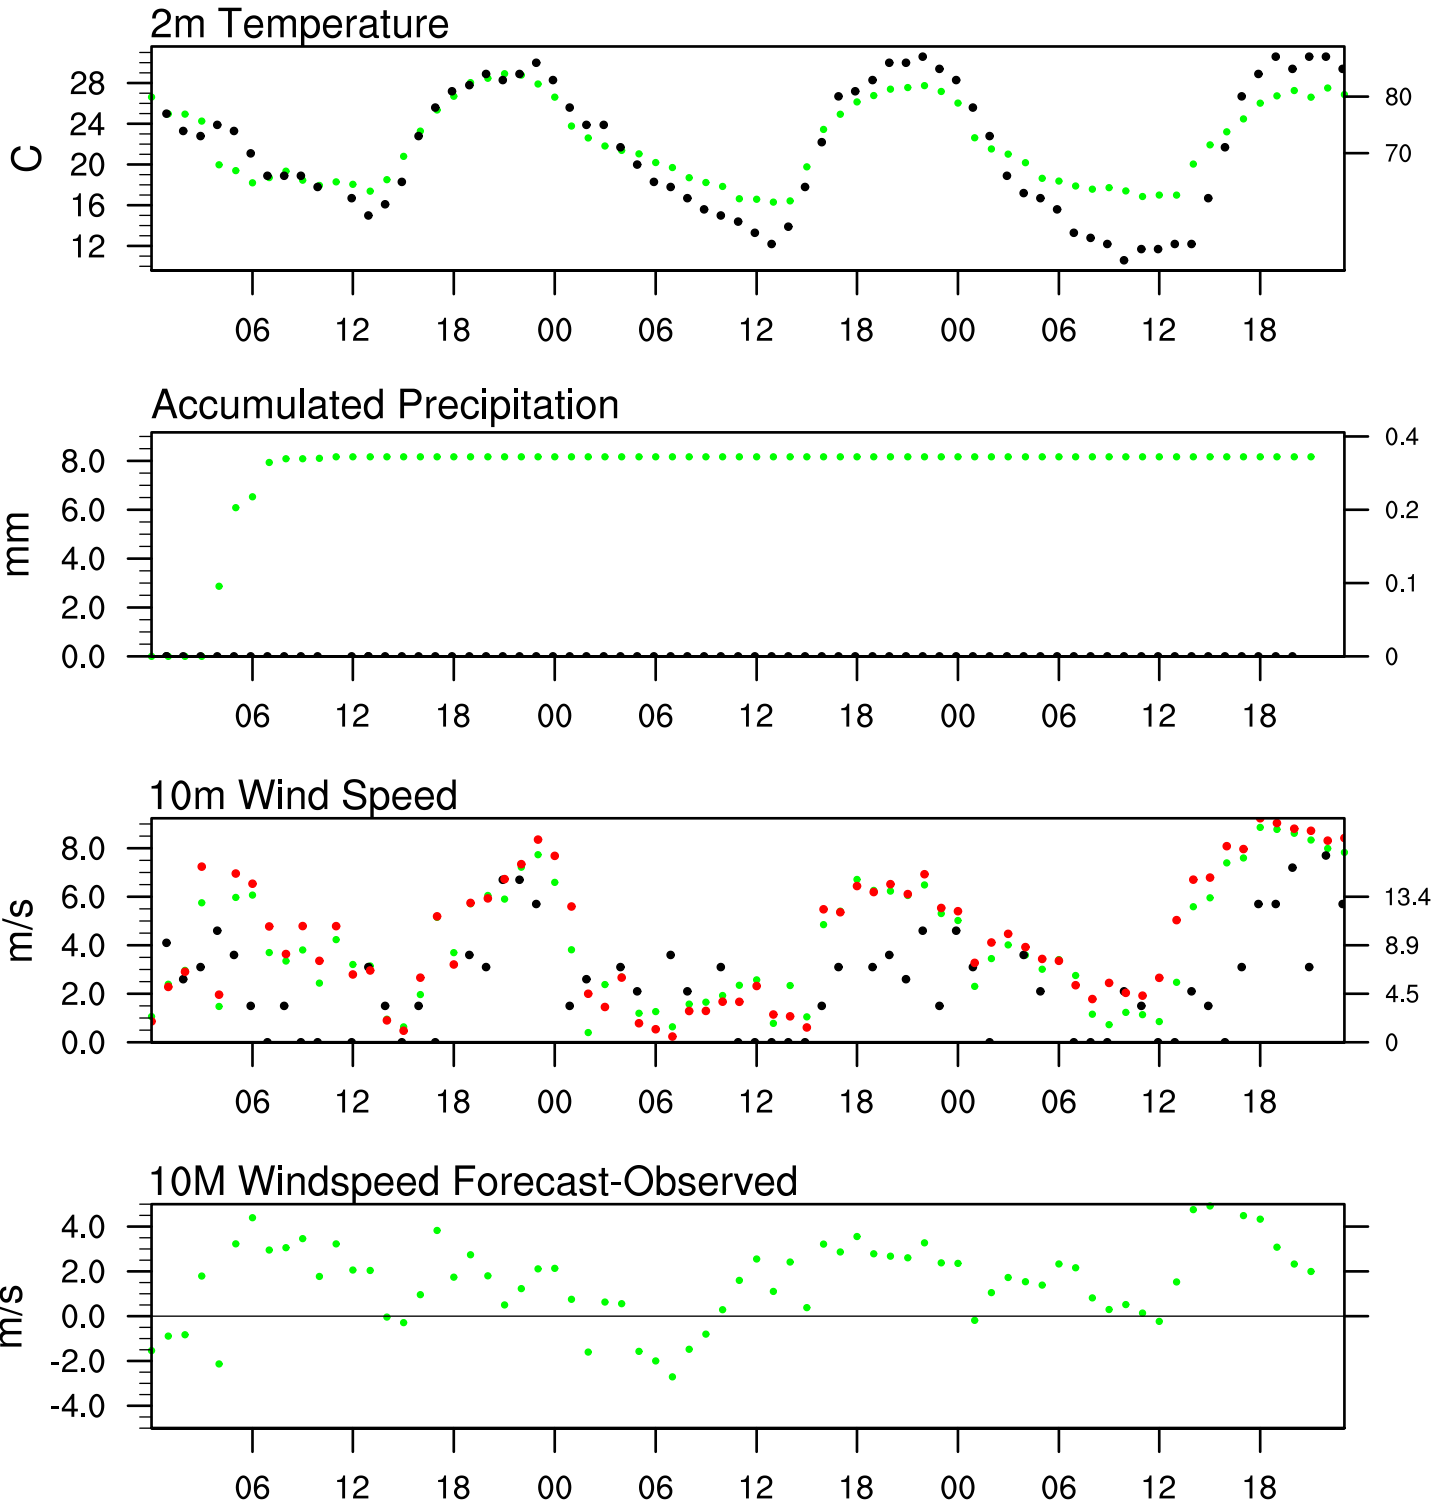 2m Temperature
C
28
24
20
16
12
80
70
06 12 18 00 06 12 18 00 06 12 18
Accumulated Precipitation
mm
8.0
6.0
4.0
2.0
0.0
0.4
0.2
0.1
0
06 12 18 00 06 12 18 00 06 12 18
10m Wind Speed
m/s
8.0
6.0
4.0
2.0
0.0
13.4
8.9
4.5
0
06 12 18 00 06 12 18 00 06 12 18
10M Windspeed Forecast-Observed
m/s
4.0
2.0
0.0
-2.0
-4.0
06 12 18 00 06 12 18 00 06 12 18